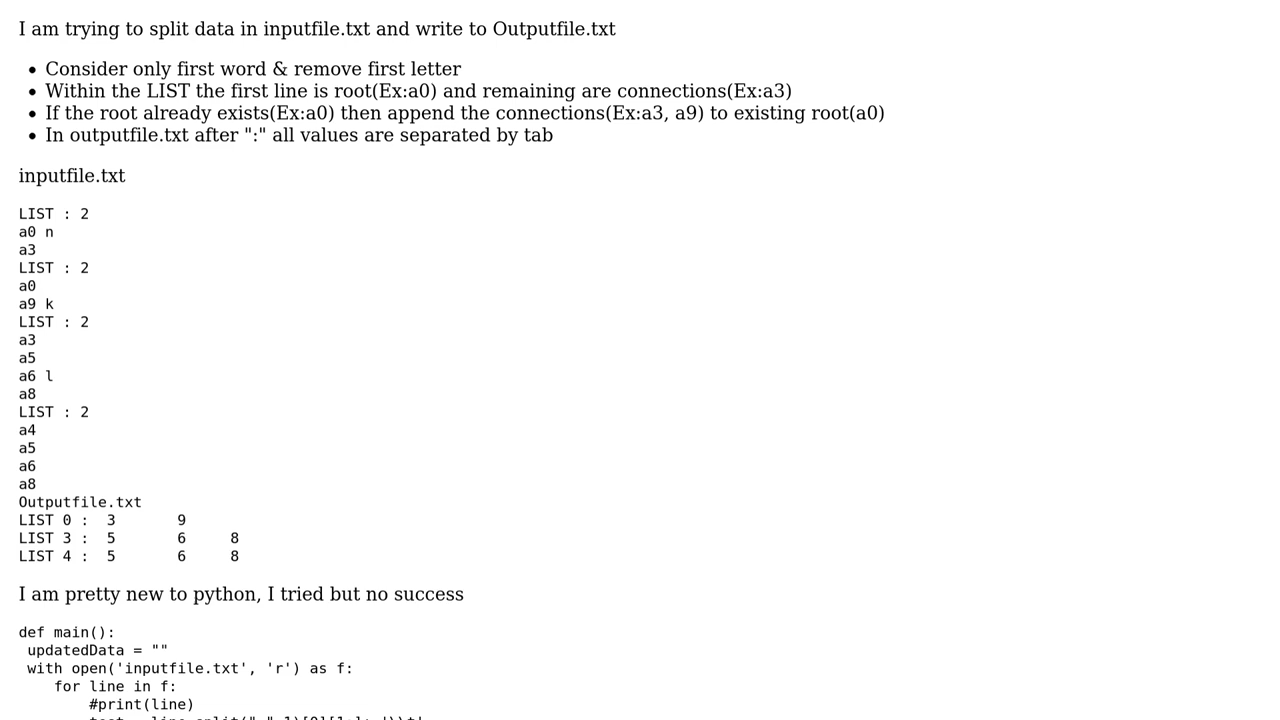 I am trying to split data in inputfile.txt and write to Outputfile.txt
• Consider only first word & remove first letter
• Within the LIST the first line is root(Ex:a0) and remaining are connections(Ex:a3)
• If the root already exists(Ex:a0) then append the connections(Ex:a3, a9) to existing root(a0)
• In outputfile.txt after ":" all values are separated by tab
inputfile.txt
LIST : 2
a0 n
a3
LIST : 2
a0
a9 k
LIST : 2
a3
a5
a6 l
a8
LIST : 2
a4
a5
a6
a8
Outputfile.txt
LIST 0 :  3       9
LIST 3 :  5       6     8
LIST 4 :  5       6     8
I am pretty new to python, I tried but no success
def main():
 updatedData = ""
 with open('inputfile.txt', 'r') as f:
    for line in f:
        #print(line)